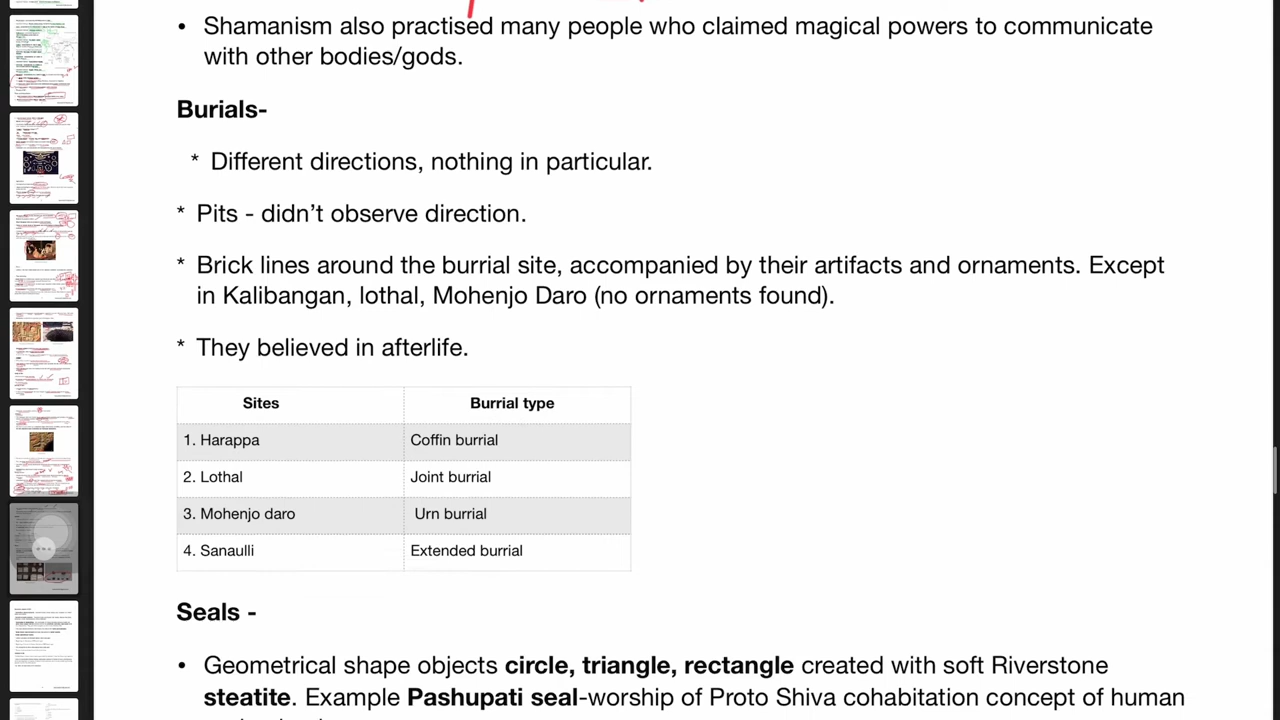 • Shamanism also many people who magical powers to communicate
with other bodies/gods.
Burials-
* Different directions, nothing in particular.
* Pits - didn’t observe direction.
* Brick lines around the burial site, accompanied by their artifacts and ornaments. Except
in kalibangan, lothal, Mohenjo Daro (no ornaments found).
* They believed in afterlife.
Sites Burial type
1. Harappa Coffin burrial
2. Lothal Joint burrial
3. Mohenjo daro Urn burrial
4. Sanaulli Extended burrial
Seals -
• Geometrical shape objects circle, triangle, rectangle created with soft Riverstone
steatite. Example Pashupati seal-worship of Proto Shiva, cohabitation concept of human